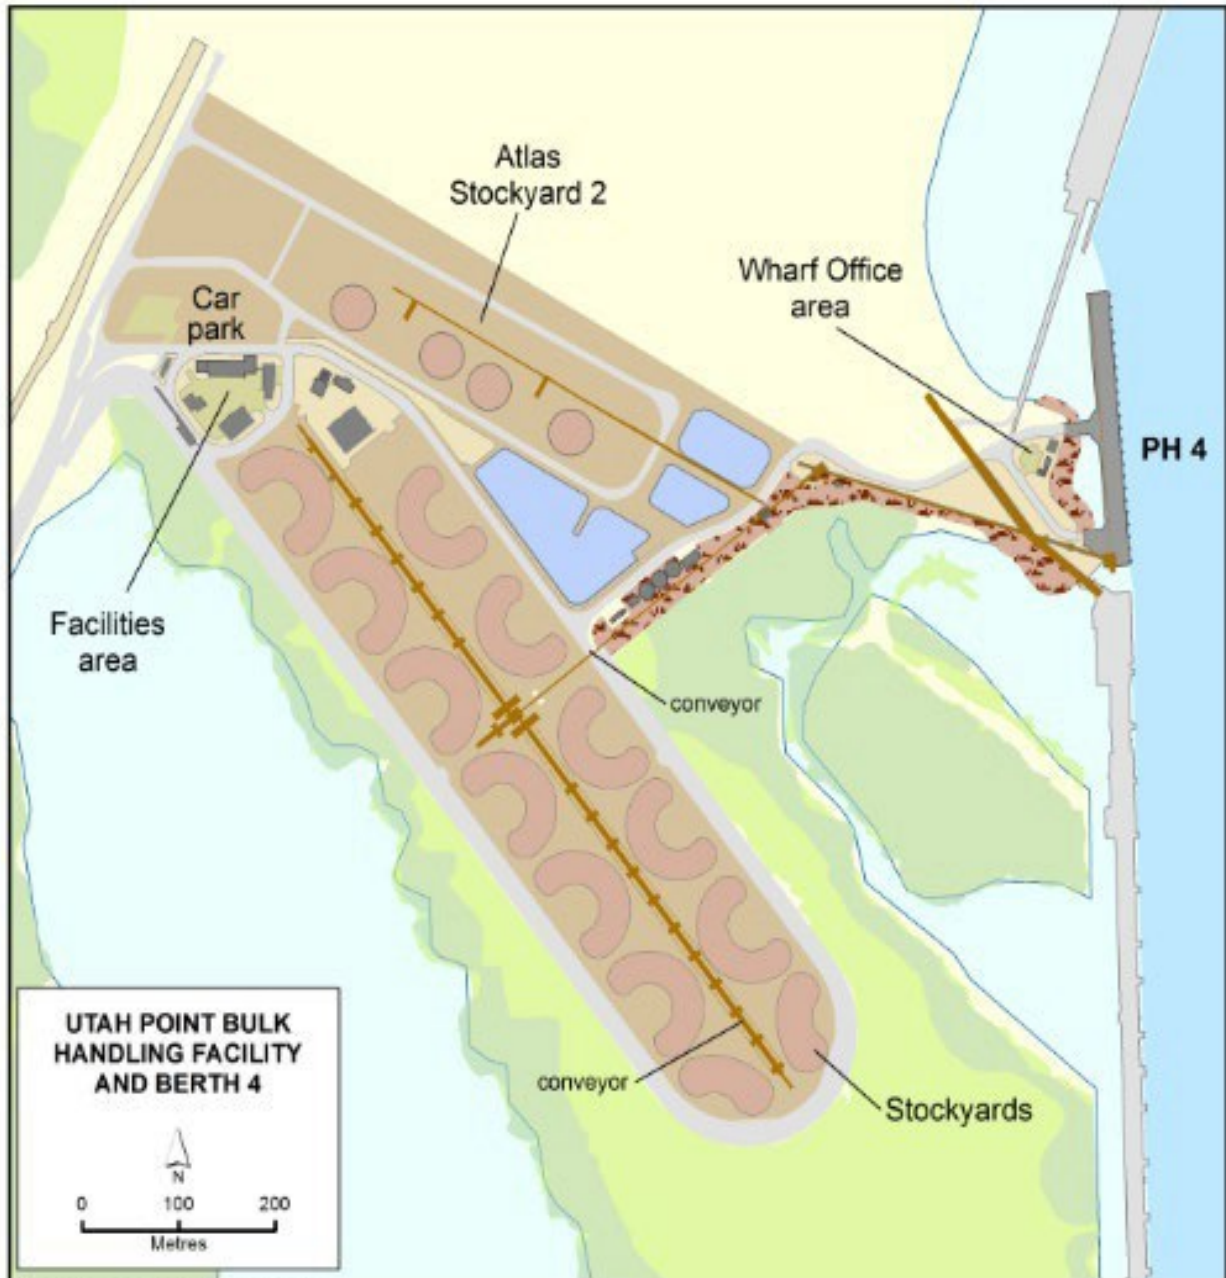 Atlas
Stockyard 2
Wharf Office
area
Car
park
PH 4
Facilities
area
conveyor
conveyor
Stockyards
UTAH POINT BULK
HANDLING FACILITY
AND BERTH 4
N
0 100 200
Metres